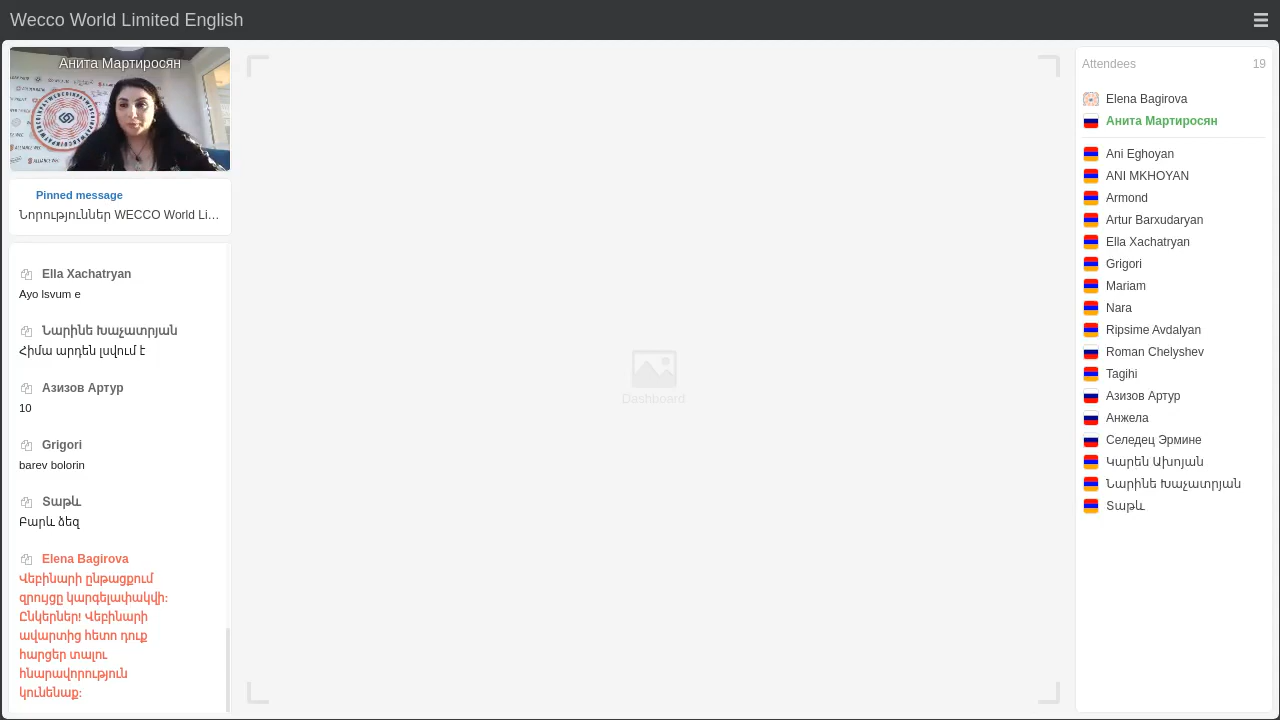 Wecco World Limited English
Анита Мартиросян
Pinned message
Նորություններ WECCO World Li…
Ella Xachatryan
Ayo lsvum e
Նարինե Խաչատրյան
Հիմա արդեն լսվում է
Азизов Артур
10
Grigori
barev bolorin
Տաթև
Բարև ձեզ
Elena Bagirova
Վեբինարի ընթացքում
զրույցը կարգելափակվի:
Ընկերներ! Վեբինարի
ավարտից հետո դուք
հարցեր տալու
հնարավորություն
կունենաք:
Dashboard
Attendees 19
Elena Bagirova
Анита Мартиросян
Ani Eghoyan
ANI MKHOYAN
Armond
Artur Barxudaryan
Ella Xachatryan
Grigori
Mariam
Nara
Ripsime Avdalyan
Roman Chelyshev
Tagihi
Азизов Артур
Анжела
Селедец Эрмине
Կարեն Ախոյան
Նարինե Խաչատրյան
Տաթև